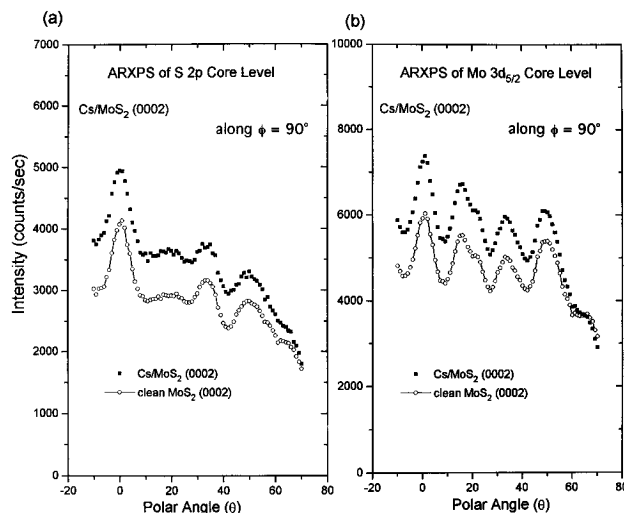 (a)
ARXPS of S 2p Core Level
Cs/MoS₂ (0002)
along ϕ = 90°
Intensity (counts/sec)
7000
6000
5000
4000
3000
2000
1000
0
Cs/MoS₂ (0002)
clean MoS₂ (0002)
-20 0 20 40 60 80
Polar Angle (θ)
(b)
ARXPS of Mo 3d₅/₂ Core Level
Cs/MoS₂ (0002)
along ϕ = 90°
10000
8000
6000
4000
2000
0
Cs/MoS₂ (0002)
clean MoS₂ (0002)
-20 0 20 40 60 80
Polar Angle (θ)